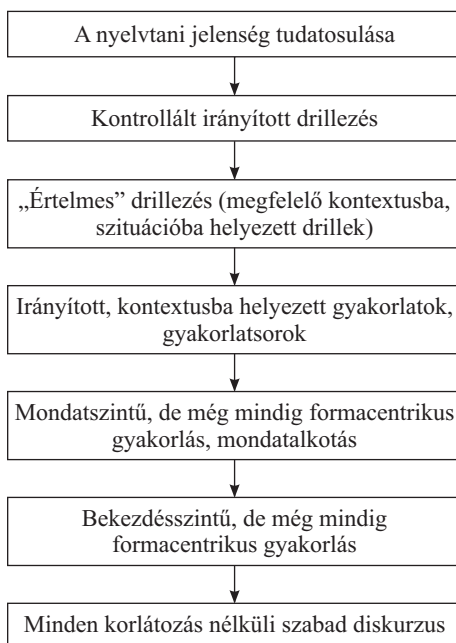 A nyelvtani jelenség tudatosulása
Kontrollált irányított drillezés
„Értelmes” drillezés (megfelelő kontextusba,
szituációba helyezett drillek)
Irányított, kontextusba helyezett gyakorlatok,
gyakorlatsorok
Mondatszintű, de még mindig formacentrikus
gyakorlás, mondatalkotás
Bekezdésszintű, de még mindig
formacentrikus gyakorlás
Minden korlátozás nélküli szabad diskurzus